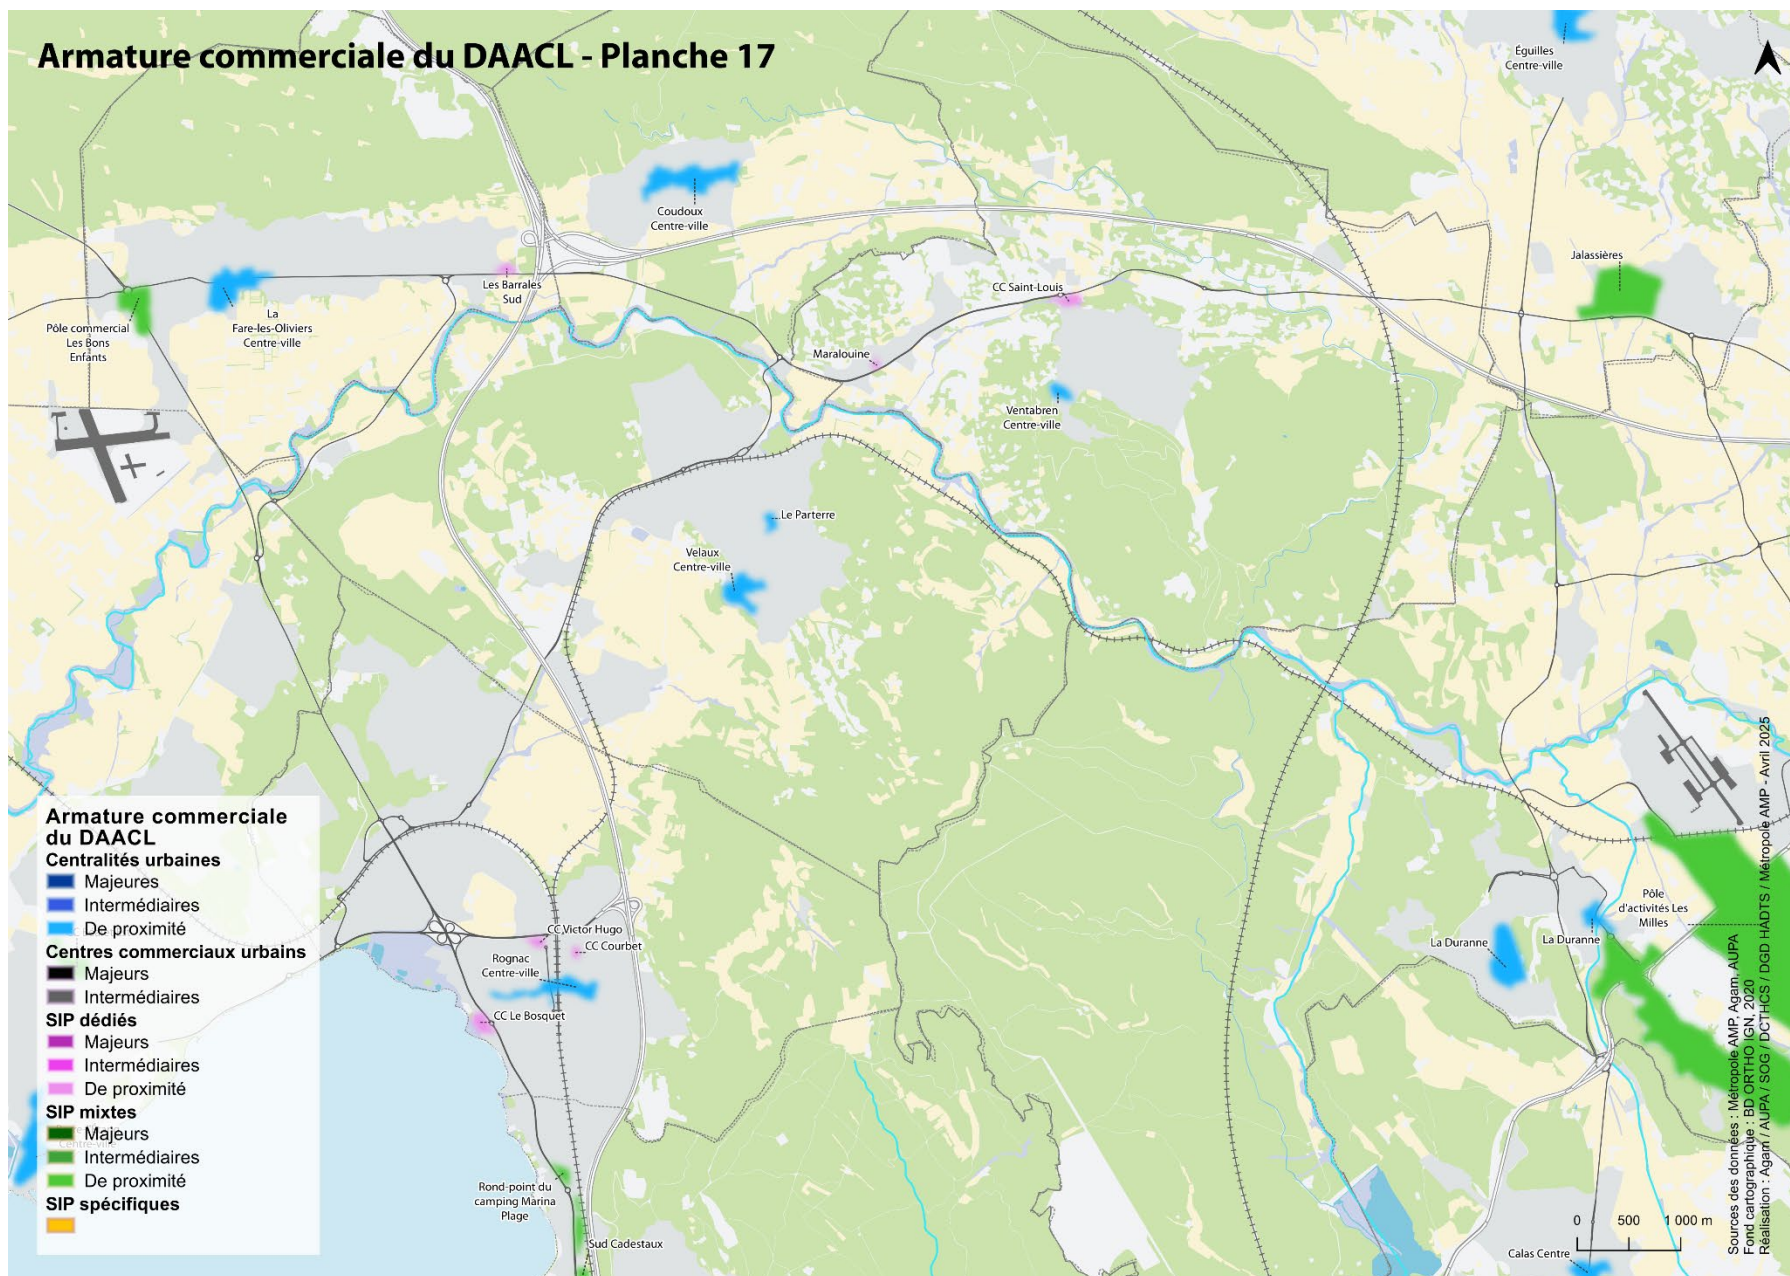 Armature commerciale du DAACL - Planche 17
Éguilles
Centre-ville
Coudoux
Centre-ville
Jalassières
Les Barrales
Sud
CC Saint-Louis
La
Fare-les-Oliviers
Centre-ville
Pôle commercial
Les Bons
Enfants
Maralouine
Ventabren
Centre-ville
Le Parterre
Velaux
Centre-ville
Pôle
d'activités Les
Milles
La Duranne
La Duranne
CC Victor Hugo
CC Courbet
Rognac
Centre-ville
CC Le Bosquet
Rond-point du
camping Marina
Plage
Sud Cadestaux
Calas Centre
Armature commerciale
du DAACL
Centralités urbaines
Majeures
Intermédiaires
De proximité
Centres commerciaux urbains
Majeurs
Intermédiaires
SIP dédiés
Majeurs
Intermédiaires
De proximité
SIP mixtes
Majeurs
Intermédiaires
De proximité
SIP spécifiques
Centre-ville
0 500 1 000 m
Sources des données : Métropole AMP, Agam, AUPA
Fond cartographique : BD ORTHO IGN, 2020
Réalisation : Agam / AUPA / SOG / DCTHCS / DGD HADTS / Métropole AMP - Avril 2025